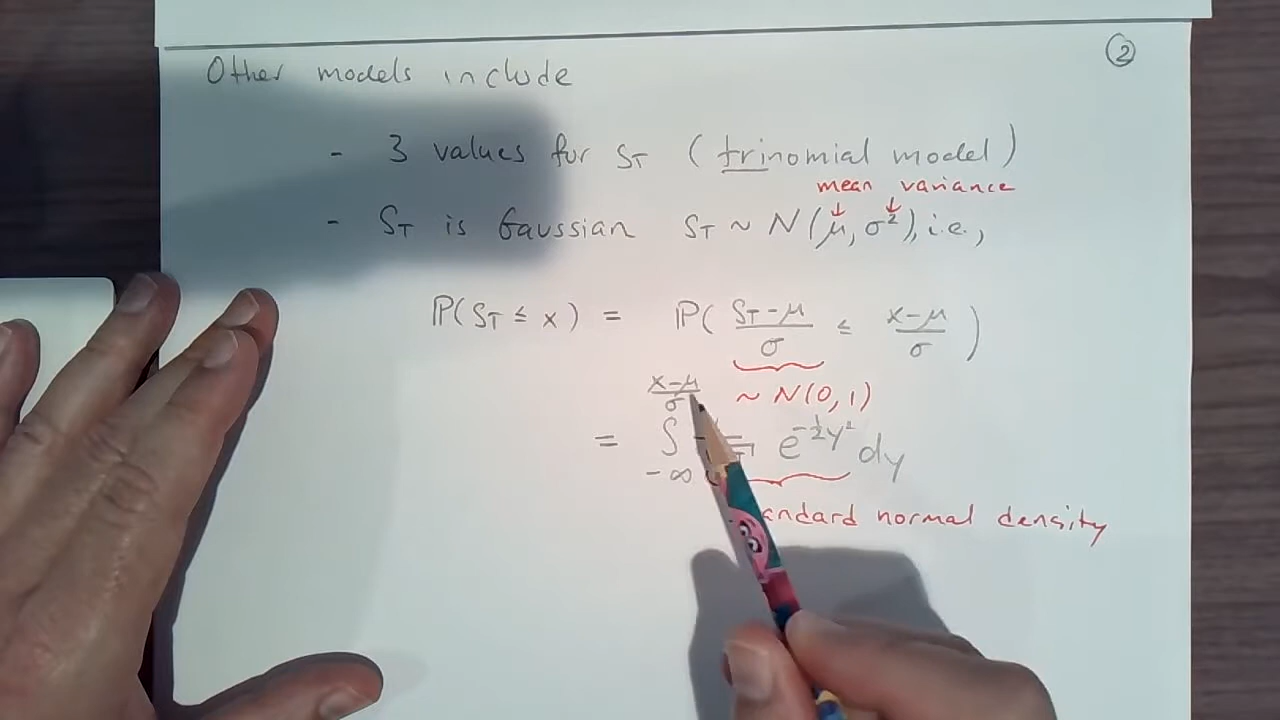 ②
Other models include
- 3 values for S_T (trinomial model)
mean variance
- S_T is Gaussian S_T ~ N(μ, σ²), i.e.,
ℙ(S_T ≤ x) = ℙ( (S_T-μ)/σ ≤ (x-μ)/σ )
~ N(0,1)
= ∫_{-∞}^{(x-μ)/σ} e^{-½y²} dy
normal density